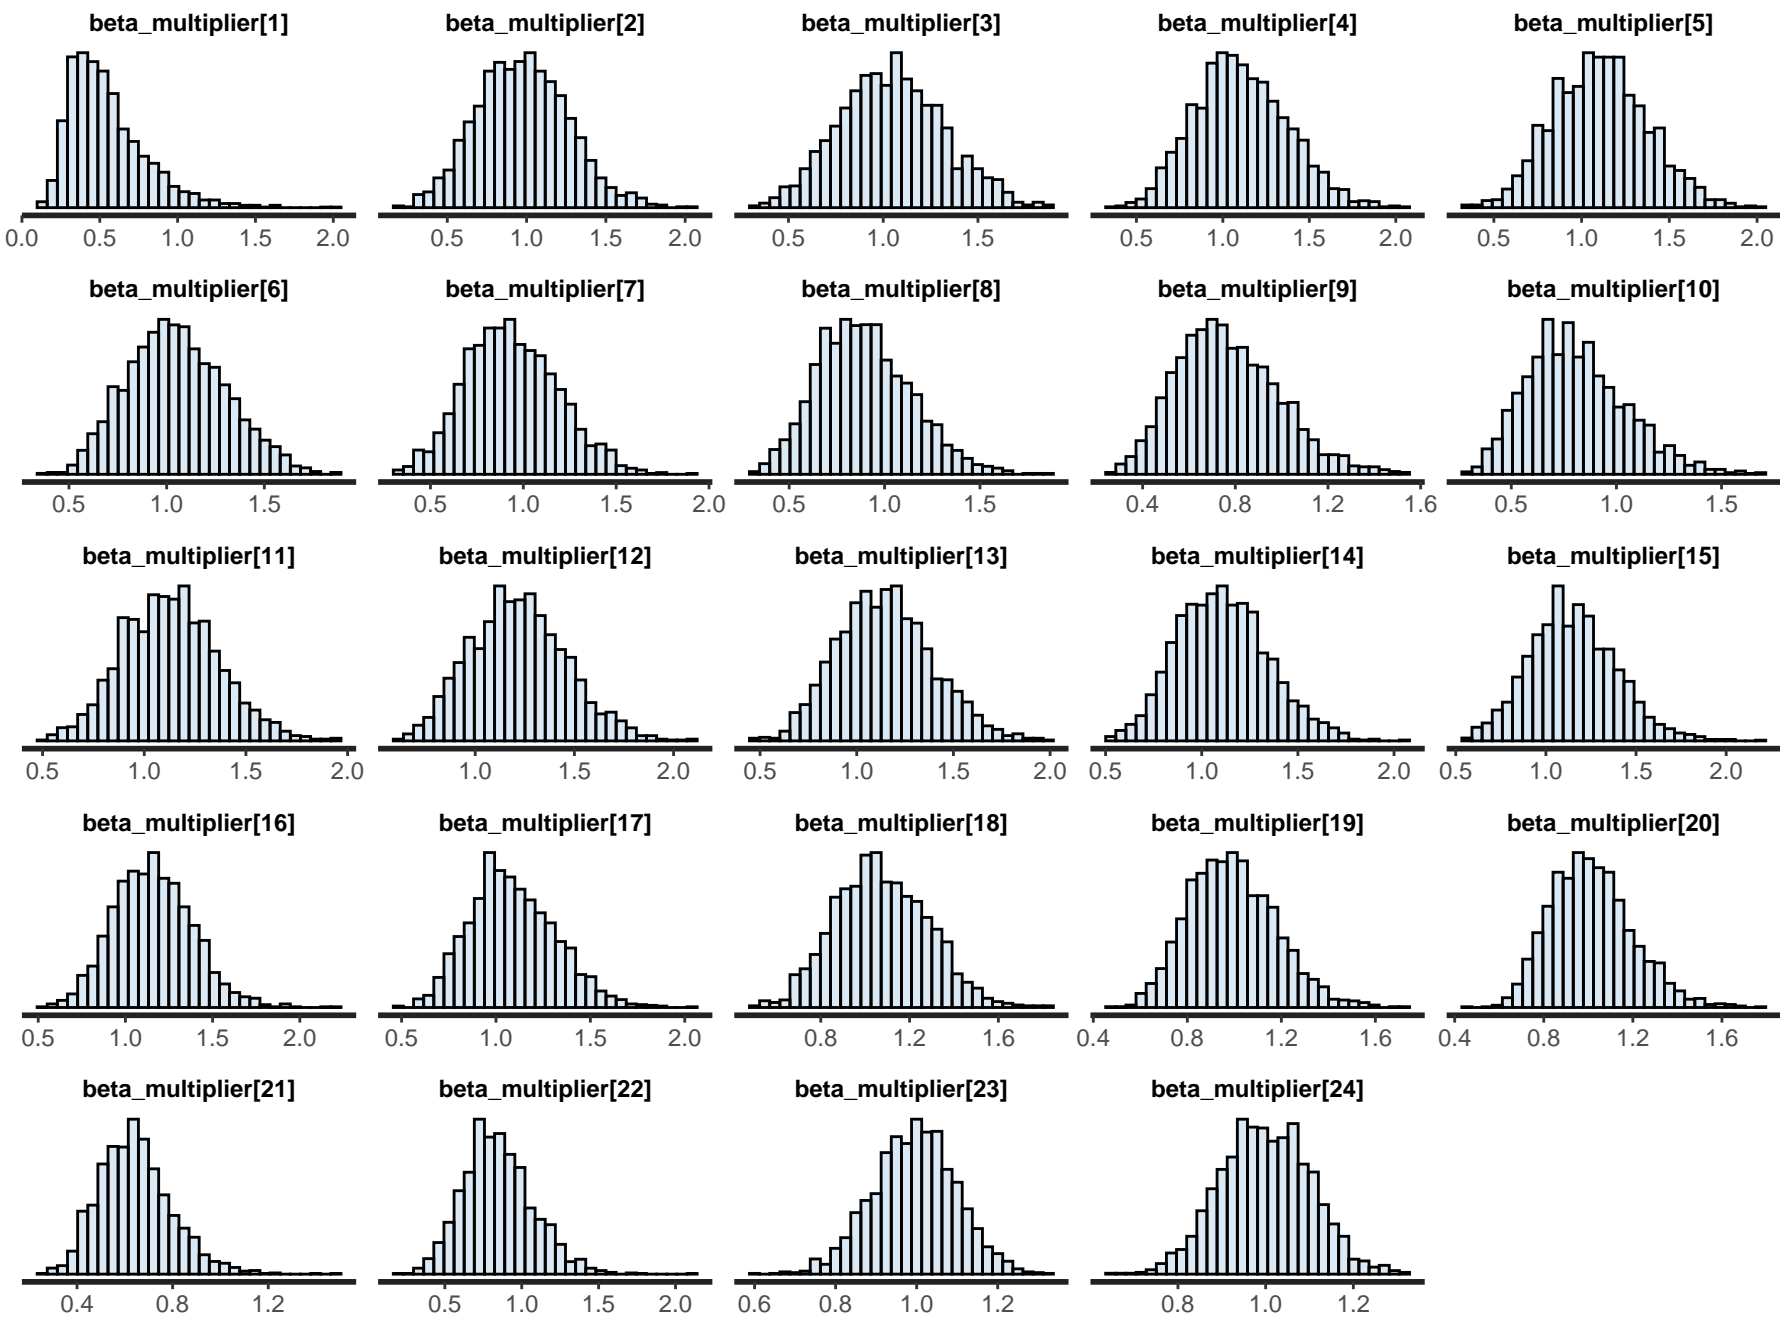 beta_multiplier[1] beta_multiplier[2] beta_multiplier[3] beta_multiplier[4] beta_multiplier[5]
0.0 0.5 1.0 1.5 2.0 0.5 1.0 1.5 2.0 0.5 1.0 1.5 0.5 1.0 1.5 2.0 0.5 1.0 1.5 2.0
beta_multiplier[6] beta_multiplier[7] beta_multiplier[8] beta_multiplier[9] beta_multiplier[10]
0.5 1.0 1.5 0.5 1.0 1.5 2.0 0.5 1.0 1.5 0.4 0.8 1.2 1.6 0.5 1.0 1.5
beta_multiplier[11] beta_multiplier[12] beta_multiplier[13] beta_multiplier[14] beta_multiplier[15]
0.5 1.0 1.5 2.0 1.0 1.5 2.0 0.5 1.0 1.5 2.0 0.5 1.0 1.5 2.0 0.5 1.0 1.5 2.0
beta_multiplier[16] beta_multiplier[17] beta_multiplier[18] beta_multiplier[19] beta_multiplier[20]
0.5 1.0 1.5 2.0 0.5 1.0 1.5 2.0 0.8 1.2 1.6 0.4 0.8 1.2 1.6 0.4 0.8 1.2 1.6
beta_multiplier[21] beta_multiplier[22] beta_multiplier[23] beta_multiplier[24]
0.4 0.8 1.2 0.5 1.0 1.5 2.0 0.6 0.8 1.0 1.2 0.8 1.0 1.2